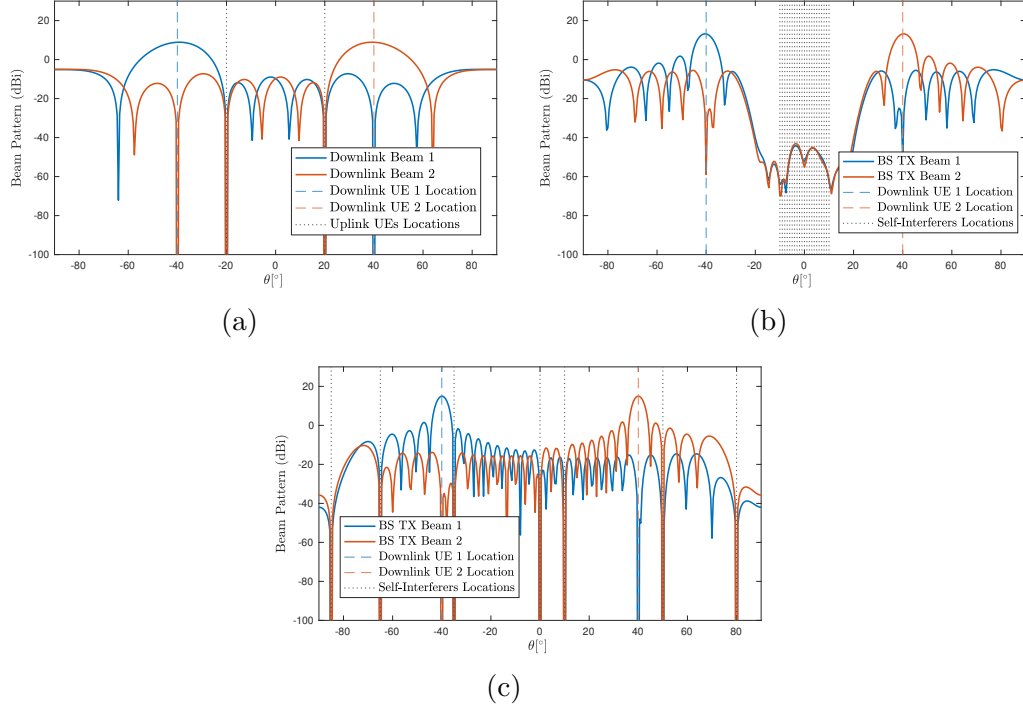 20
0
-20
-40
-60
-80
-100
Beam Pattern (dBi)
-80 -60 -40 -20 0 20 40 60 80
θ[°]
Downlink Beam 1
Downlink Beam 2
Downlink UE 1 Location
Downlink UE 2 Location
Uplink UEs Locations
(a)
20
0
-20
-40
-60
-80
-100
Beam Pattern (dBi)
-80 -60 -40 -20 0 20 40 60 80
θ[°]
BS TX Beam 1
BS TX Beam 2
Downlink UE 1 Location
Downlink UE 2 Location
Self-Interferers Locations
(b)
20
0
-20
-40
-60
-80
-100
Beam Pattern (dBi)
-80 -60 -40 -20 0 20 40 60 80
θ[°]
BS TX Beam 1
BS TX Beam 2
Downlink UE 1 Location
Downlink UE 2 Location
Self-Interferers Locations
(c)